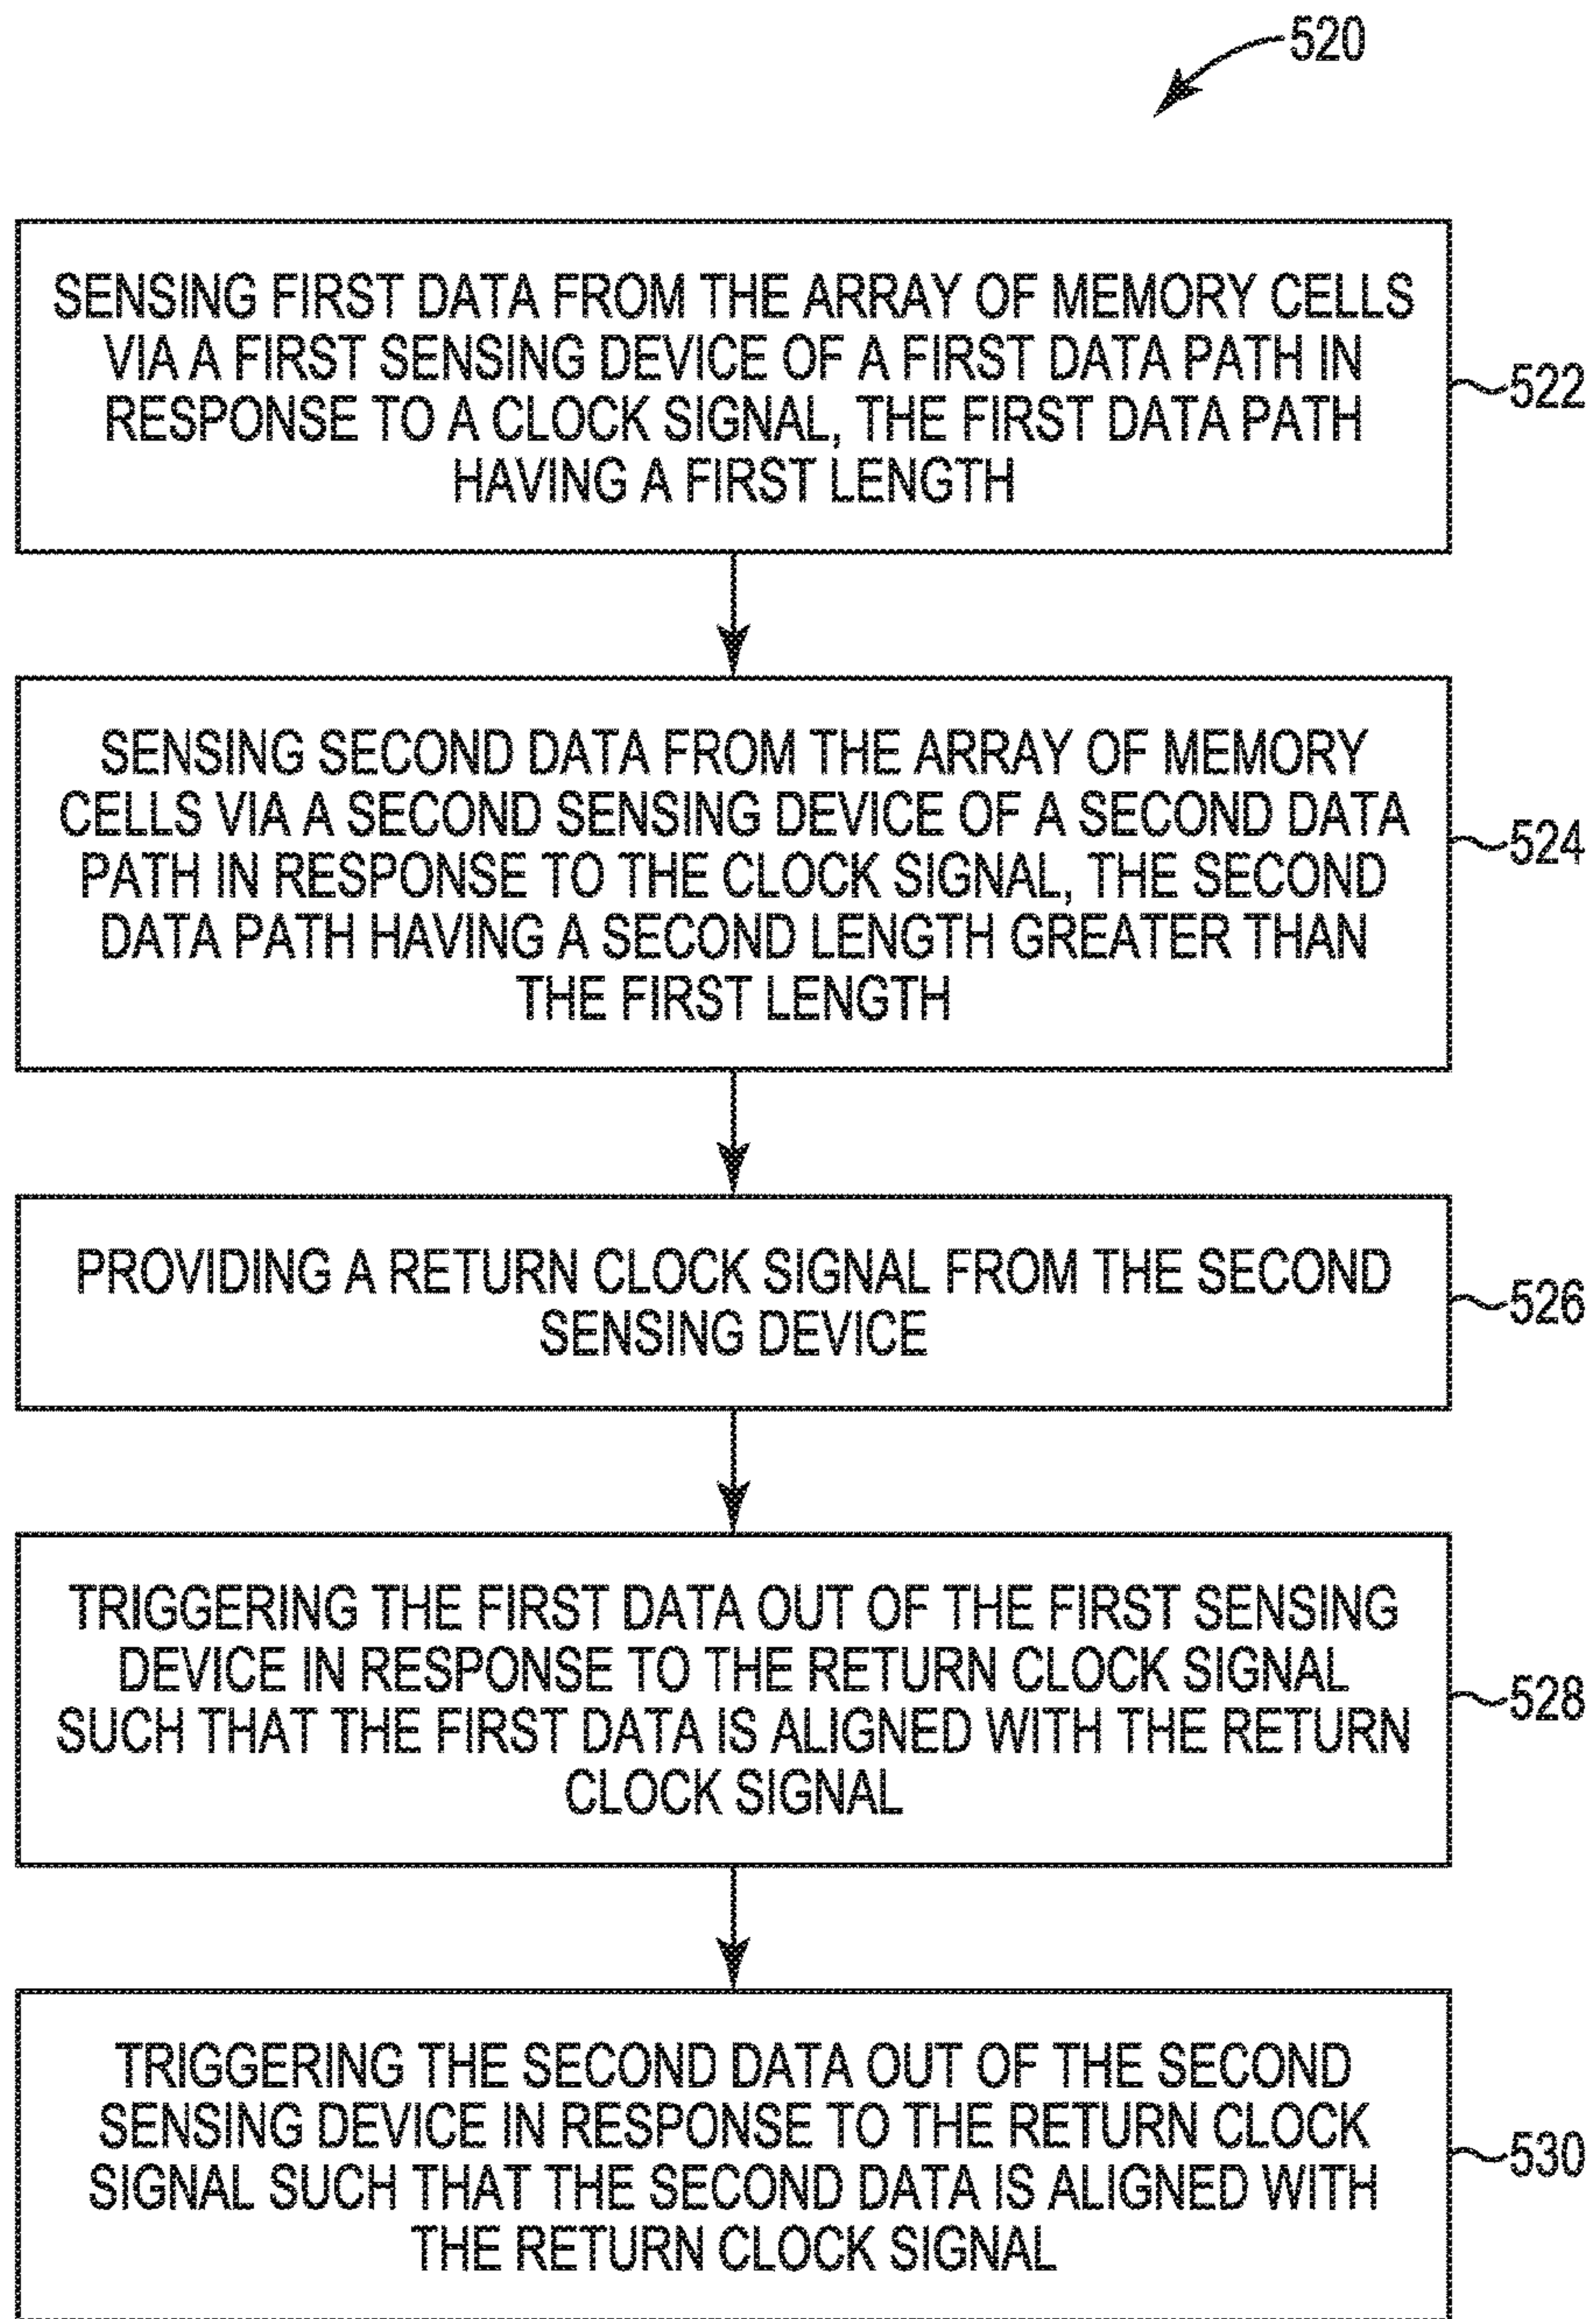 520
SENSING FIRST DATA FROM THE ARRAY OF MEMORY CELLS
VIA A FIRST SENSING DEVICE OF A FIRST DATA PATH IN
RESPONSE TO A CLOCK SIGNAL, THE FIRST DATA PATH
HAVING A FIRST LENGTH
522
SENSING SECOND DATA FROM THE ARRAY OF MEMORY
CELLS VIA A SECOND SENSING DEVICE OF A SECOND DATA
PATH IN RESPONSE TO THE CLOCK SIGNAL, THE SECOND
DATA PATH HAVING A SECOND LENGTH GREATER THAN
THE FIRST LENGTH
524
PROVIDING A RETURN CLOCK SIGNAL FROM THE SECOND
SENSING DEVICE
526
TRIGGERING THE FIRST DATA OUT OF THE FIRST SENSING
DEVICE IN RESPONSE TO THE RETURN CLOCK SIGNAL
SUCH THAT THE FIRST DATA IS ALIGNED WITH THE RETURN
CLOCK SIGNAL
528
TRIGGERING THE SECOND DATA OUT OF THE SECOND
SENSING DEVICE IN RESPONSE TO THE RETURN CLOCK
SIGNAL SUCH THAT THE SECOND DATA IS ALIGNED WITH
THE RETURN CLOCK SIGNAL
530